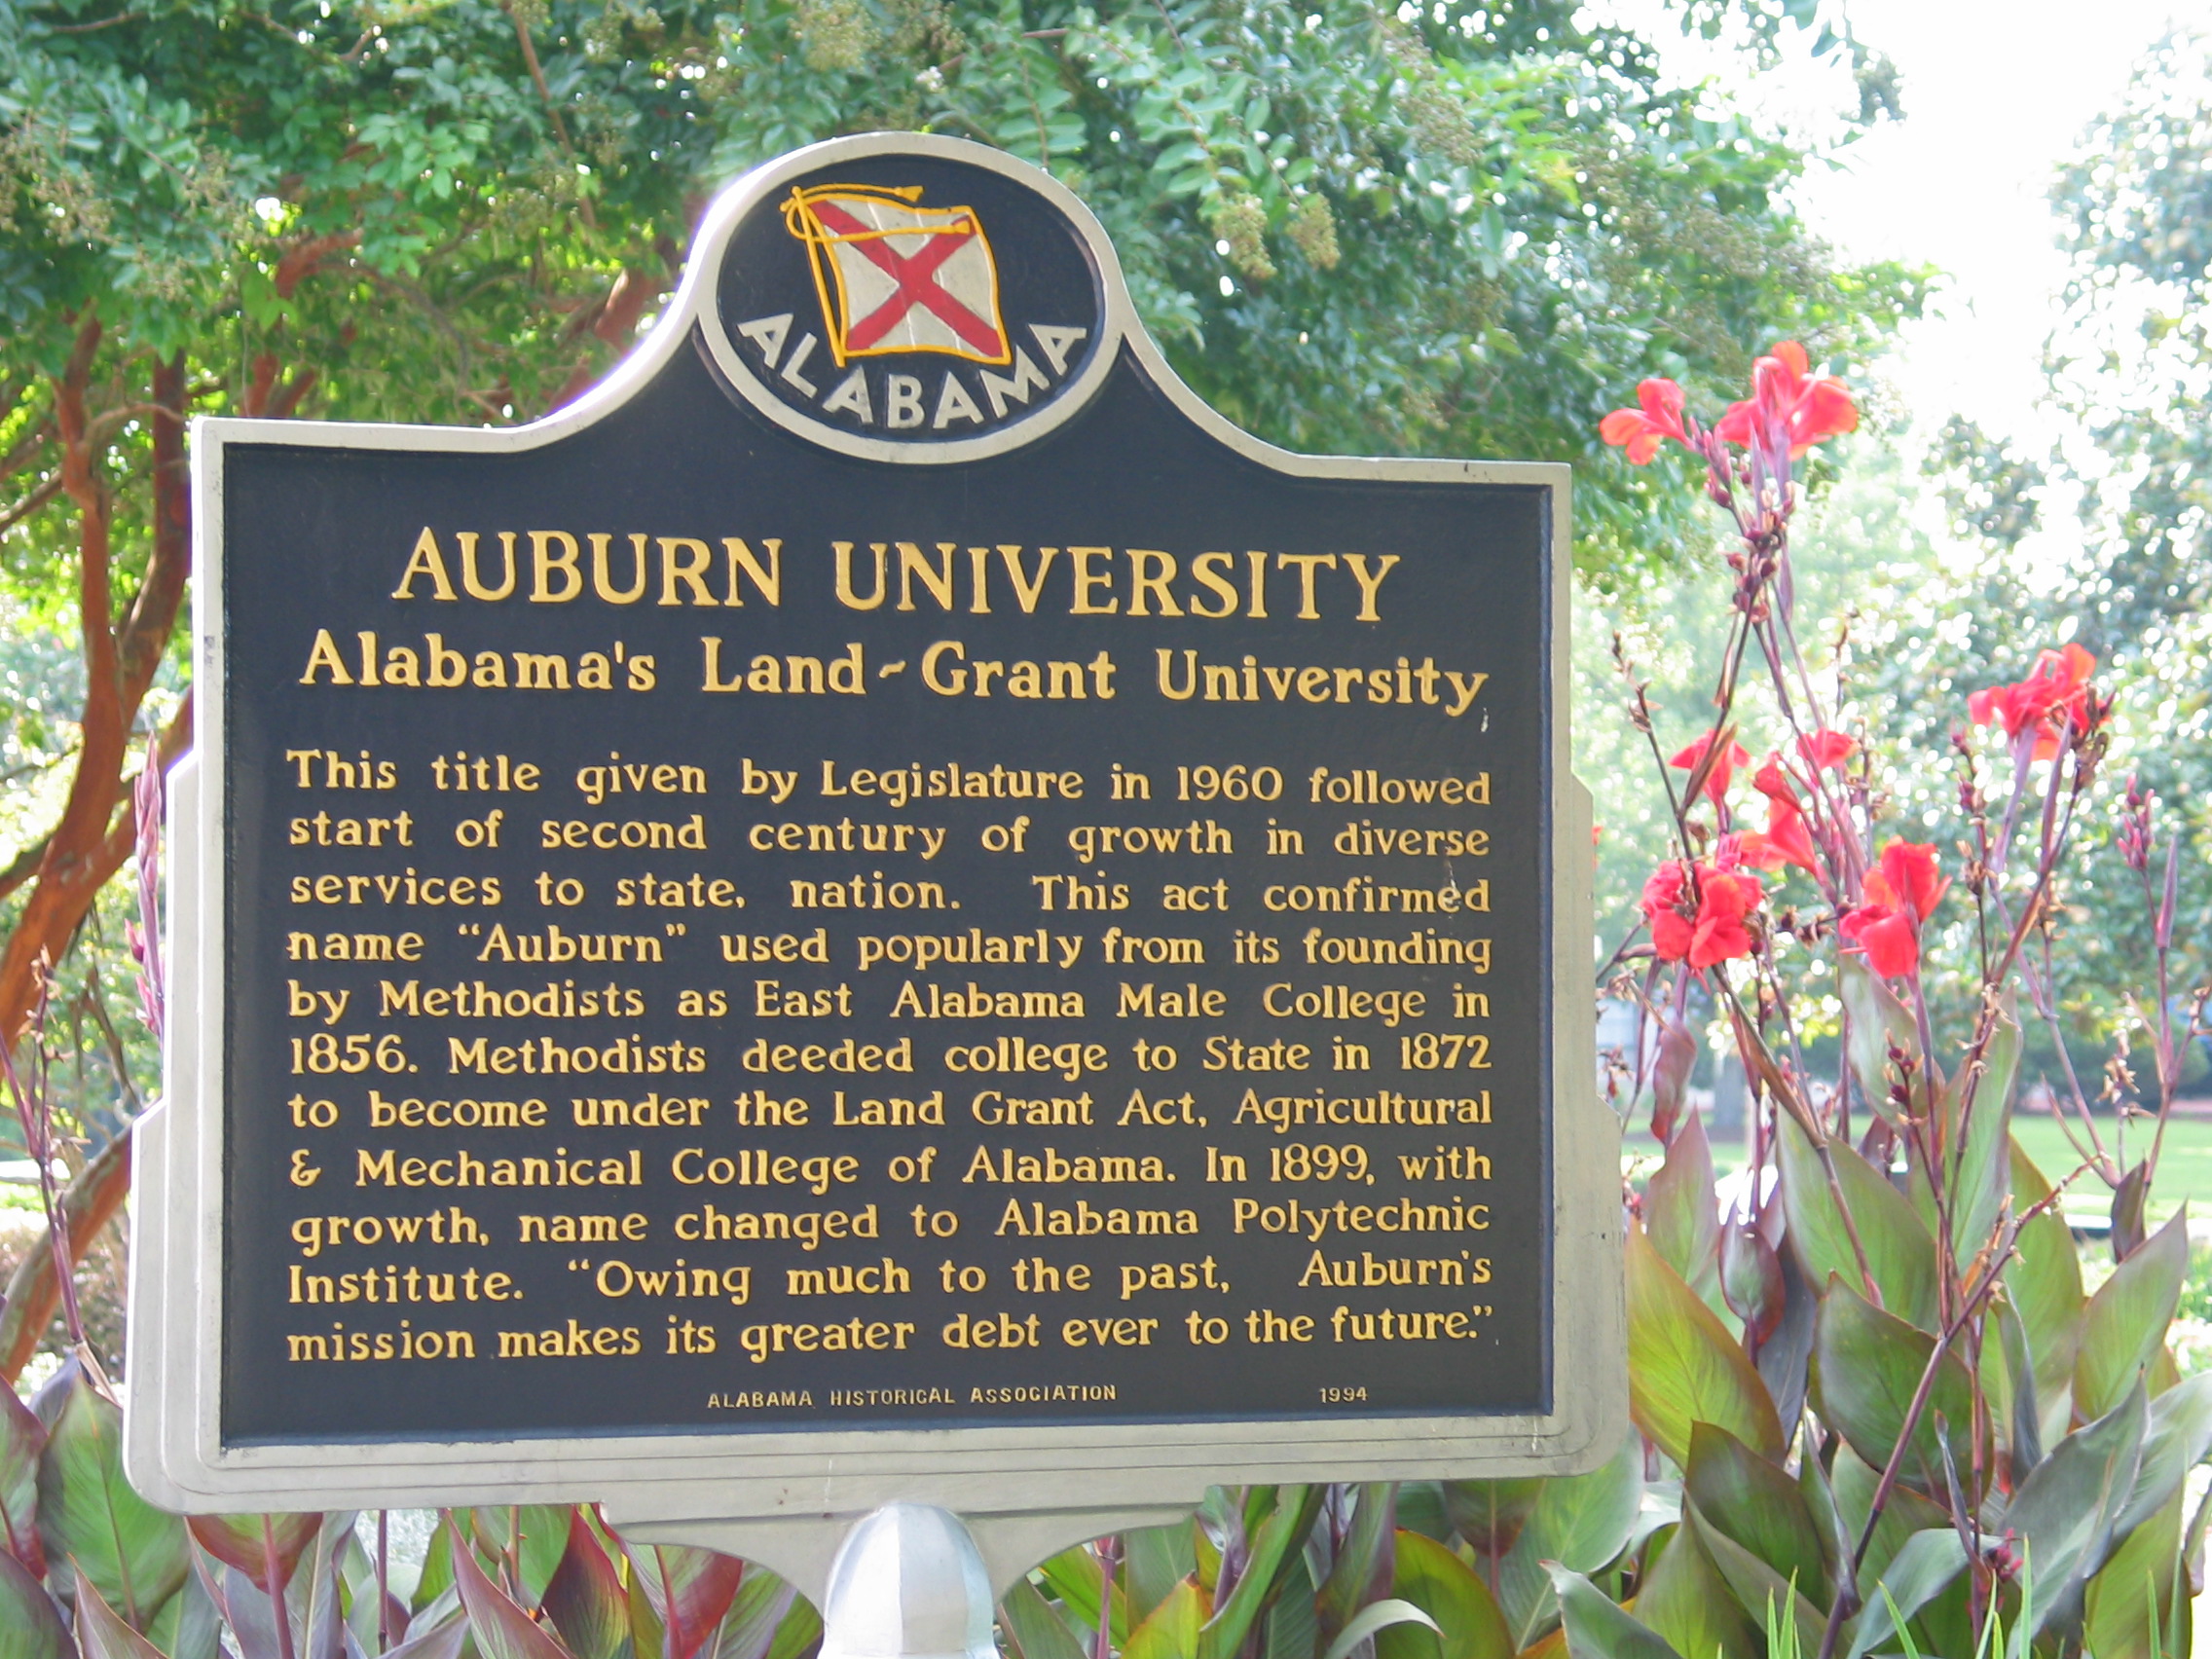 ALABAMA
AUBURN UNIVERSITY
Alabama's Land-Grant University
This title given by Legislature in 1960 followed
start of second century of growth in diverse
services to state, nation. This act confirmed
name “Auburn” used popularly from its founding
by Methodists as East Alabama Male College in
1856. Methodists deeded college to State in 1872
to become under the Land Grant Act, Agricultural
& Mechanical College of Alabama. In 1899, with
growth, name changed to Alabama Polytechnic
Institute. “Owing much to the past, Auburn's
mission makes its greater debt ever to the future.”
ALABAMA HISTORICAL ASSOCIATION 1994